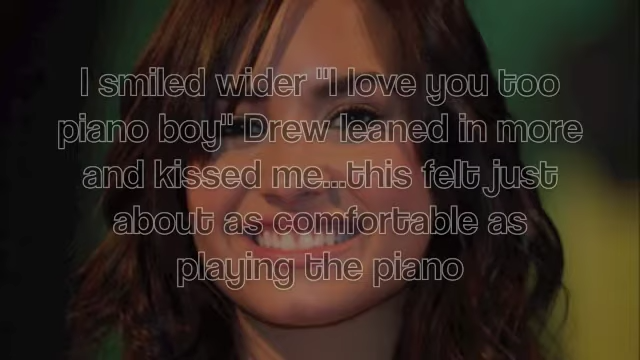 I smiled wider "I love you too
piano boy" Drew leaned in more
and kissed me...this felt just
about as comfortable as
playing the piano